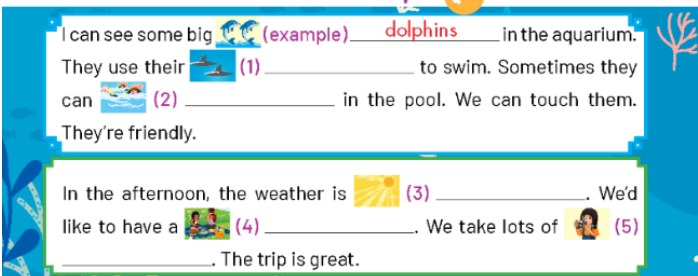 I can see some big (example) dolphins in the aquarium.
They use their (1) ____________ to swim. Sometimes they
can (2) ____________ in the pool. We can touch them.
They're friendly.
In the afternoon, the weather is (3) ____________. We'd
like to have a (4) ____________. We take lots of (5)
____________. The trip is great.